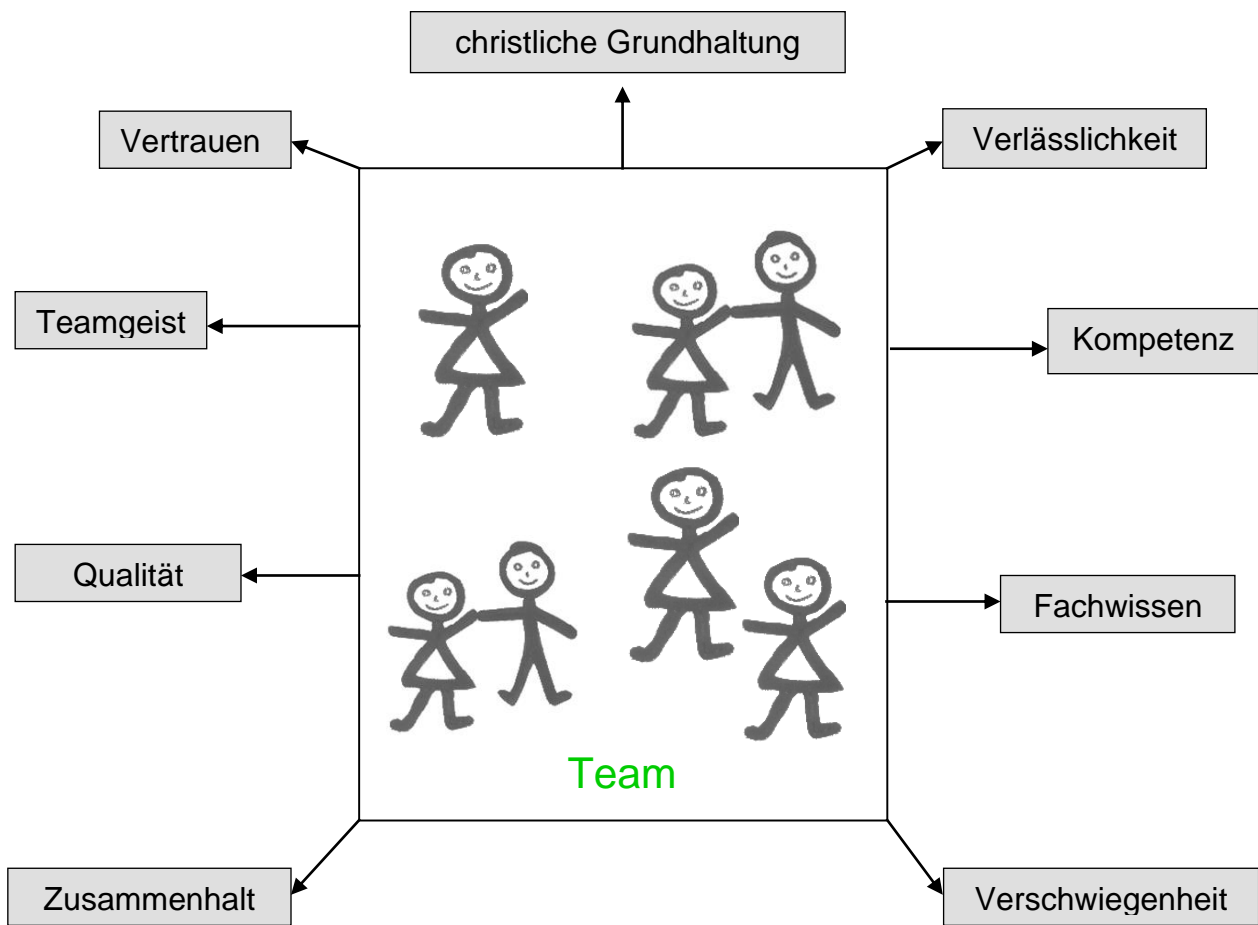 christliche Grundhaltung
Vertrauen
Verlässlichkeit
Teamgeist
Kompetenz
Qualität
Fachwissen
Team
Zusammenhalt
Verschwiegenheit